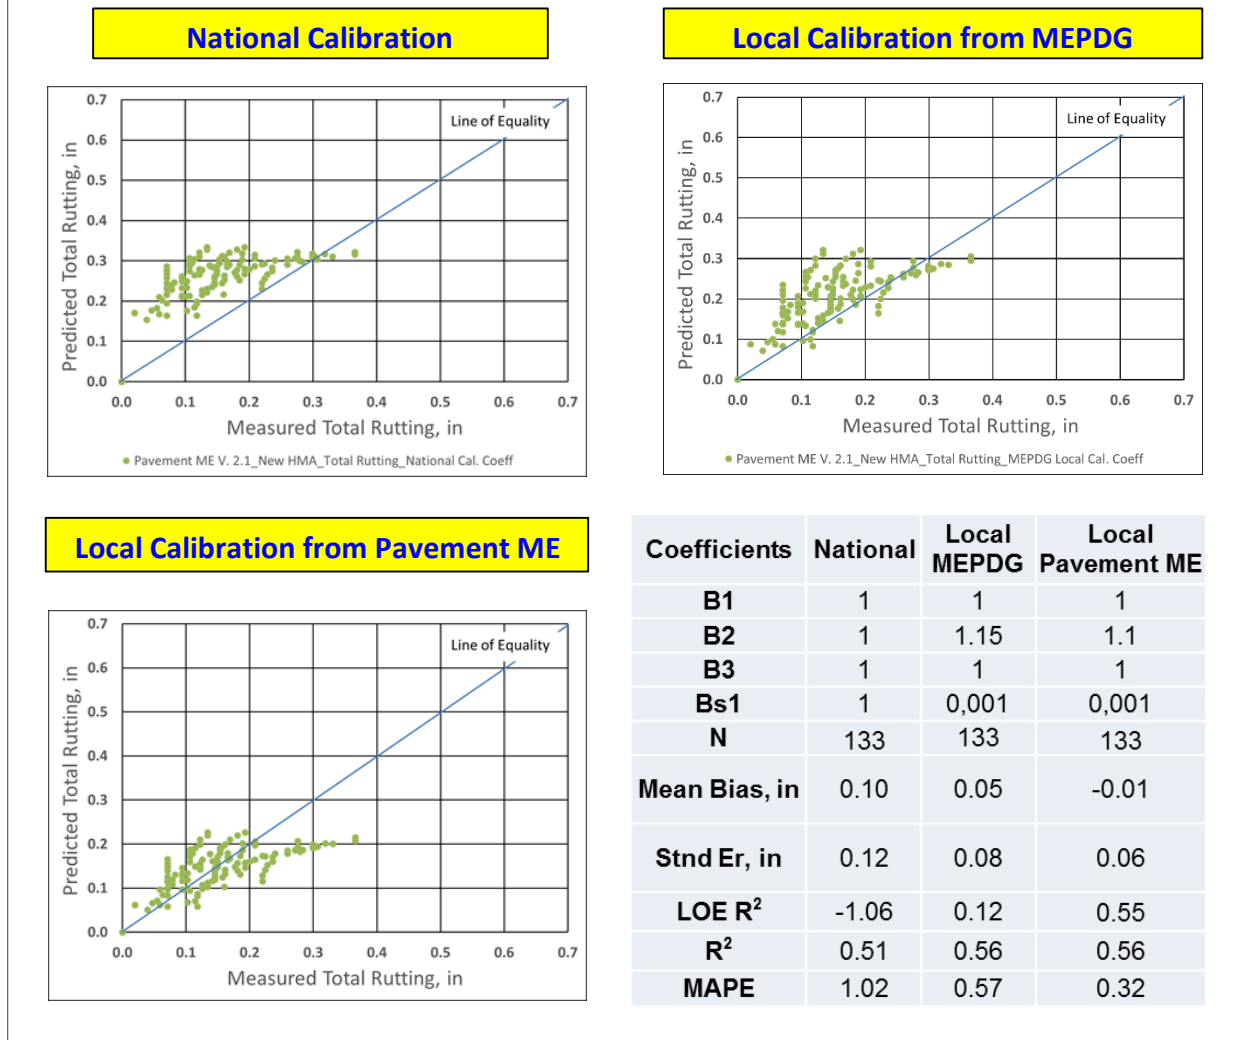 National Calibration
Local Calibration from MEPDG
0.7
0.6
0.5
0.4
0.3
0.2
0.1
0.0
0.0 0.1 0.2 0.3 0.4 0.5 0.6 0.7
Predicted Total Rutting, in
Measured Total Rutting, in
Line of Equality
Pavement ME V. 2.1_New HMA_Total Rutting_National Cal. Coeff
0.7
0.6
0.5
0.4
0.3
0.2
0.1
0.0
0.0 0.1 0.2 0.3 0.4 0.5 0.6 0.7
Predicted Total Rutting, in
Measured Total Rutting, in
Line of Equality
Pavement ME V. 2.1_New HMA_Total Rutting_MEPDG Local Cal. Coeff
Local Calibration from Pavement ME
0.7
0.6
0.5
0.4
0.3
0.2
0.1
0.0
0.0 0.1 0.2 0.3 0.4 0.5 0.6 0.7
Predicted Total Rutting, in
Measured Total Rutting, in
Line of Equality
Coefficients National Local MEPDG Local Pavement ME
B1 1 1 1
B2 1 1.15 1.1
B3 1 1 1
Bs1 1 0,001 0,001
N 133 133 133
Mean Bias, in 0.10 0.05 -0.01
Stnd Er, in 0.12 0.08 0.06
LOE R² -1.06 0.12 0.55
R² 0.51 0.56 0.56
MAPE 1.02 0.57 0.32